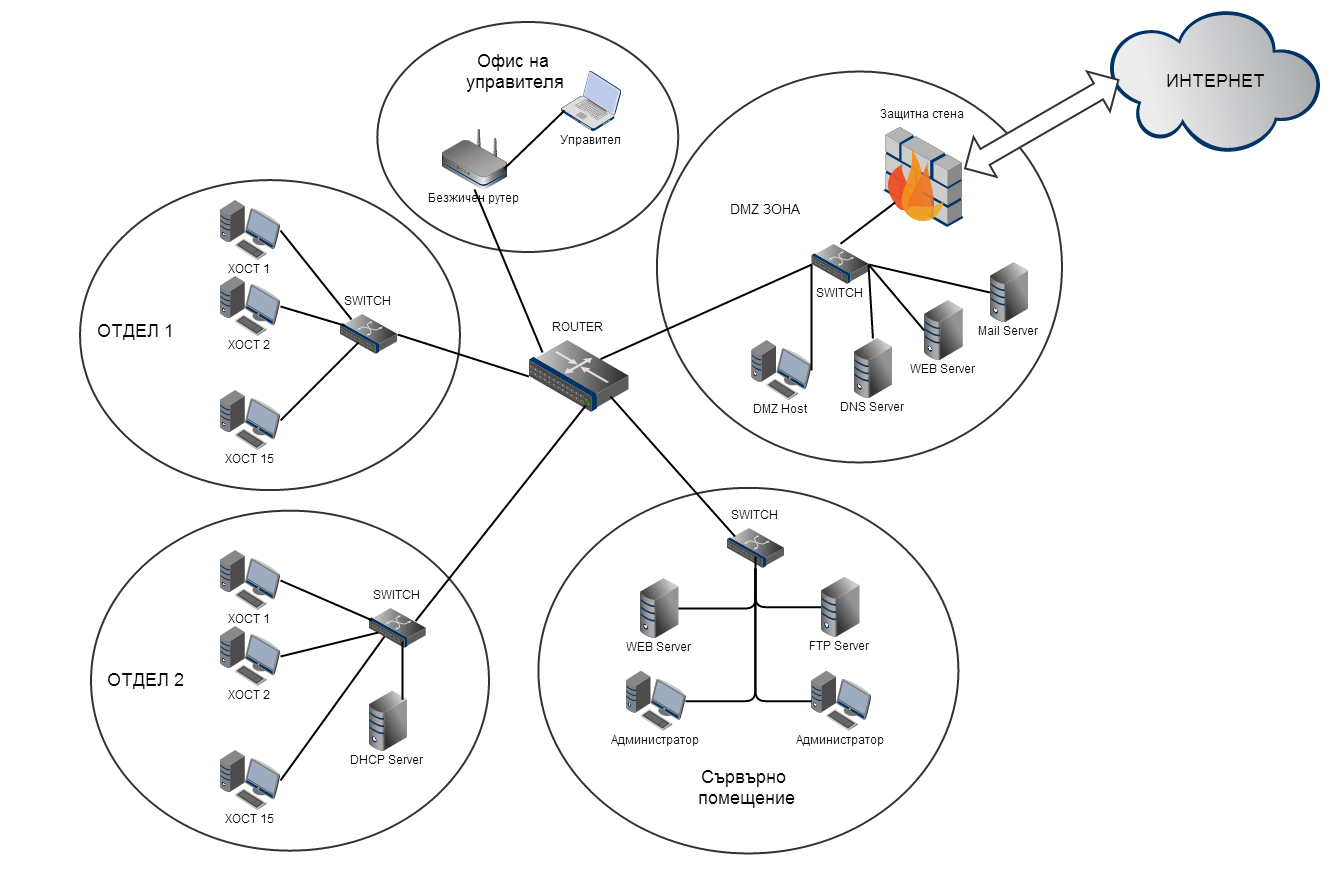 Офис на
управителя
Управител
Безжичен рутер
ИНТЕРНЕТ
Защитна стена
DMZ ЗОНА
SWITCH
Mail Server
WEB Server
DNS Server
DMZ Host
ROUTER
ОТДЕЛ 1
ХОСТ 1
ХОСТ 2
ХОСТ 15
SWITCH
ОТДЕЛ 2
ХОСТ 1
ХОСТ 2
ХОСТ 15
SWITCH
DHCP Server
SWITCH
WEB Server
FTP Server
Администратор
Администратор
Сървърно
помещение